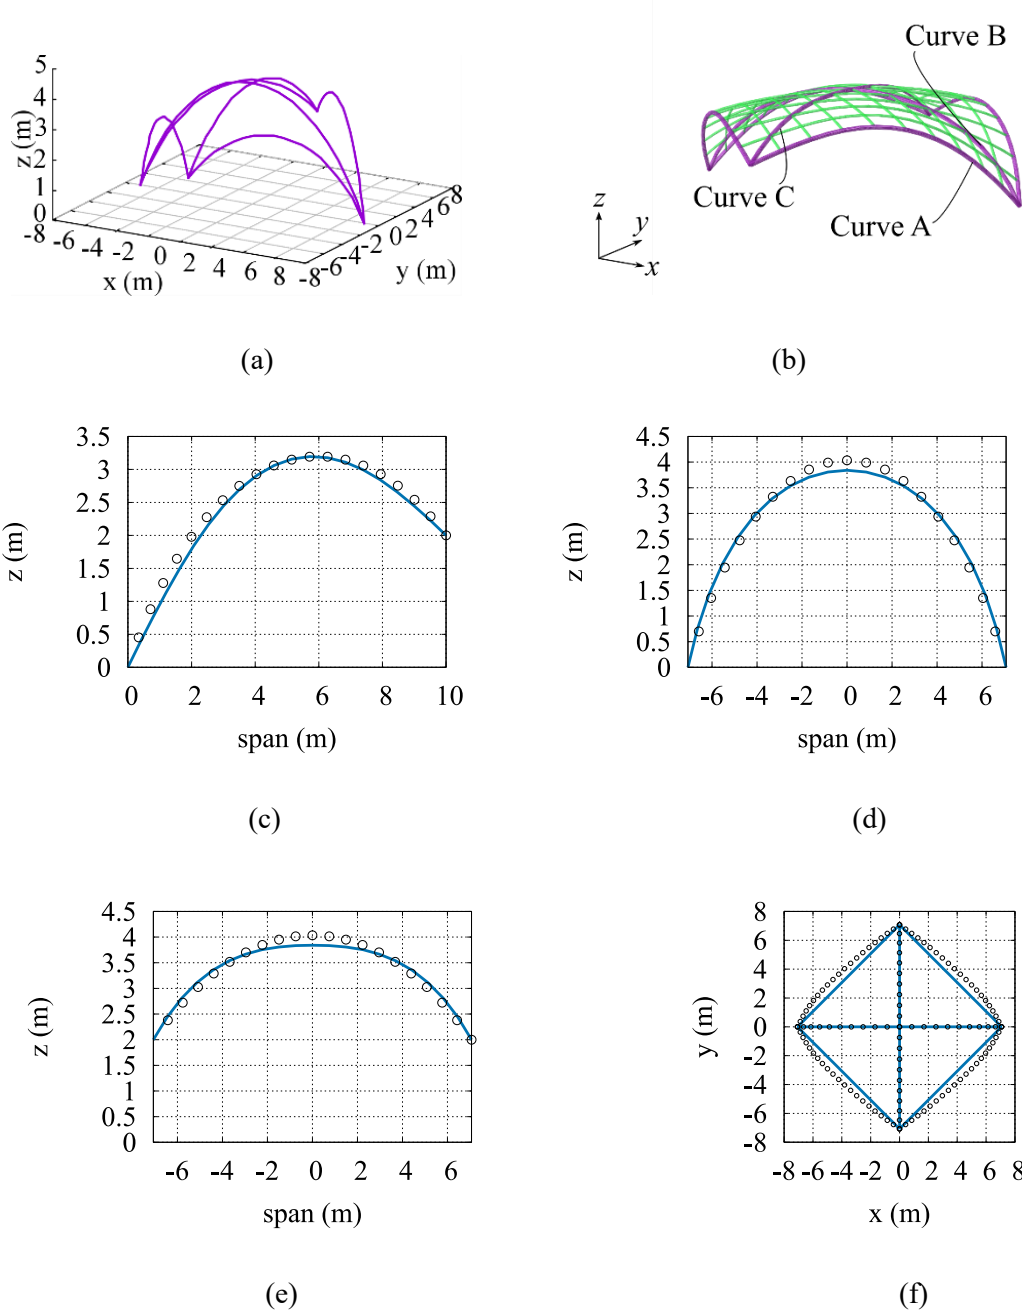 5
4
3
2
1
0
z (m)
-8 -6 -4 -2 0 2 4 6 8
x (m)
-8 -6 -4 -2 0 2 4 6 8
y (m)
Curve B
Curve C
Curve A
z
y
x
(a)
(b)
3.5
3
2.5
2
1.5
1
0.5
0
z (m)
0 2 4 6 8 10
span (m)
4.5
4
3.5
3
2.5
2
1.5
1
0.5
0
z (m)
-6 -4 -2 0 2 4 6
span (m)
(c)
(d)
4.5
4
3.5
3
2.5
2
1.5
1
0.5
0
z (m)
-6 -4 -2 0 2 4 6
span (m)
8
6
4
2
0
-2
-4
-6
-8
y (m)
-8 -6 -4 -2 0 2 4 6 8
x (m)
(e)
(f)